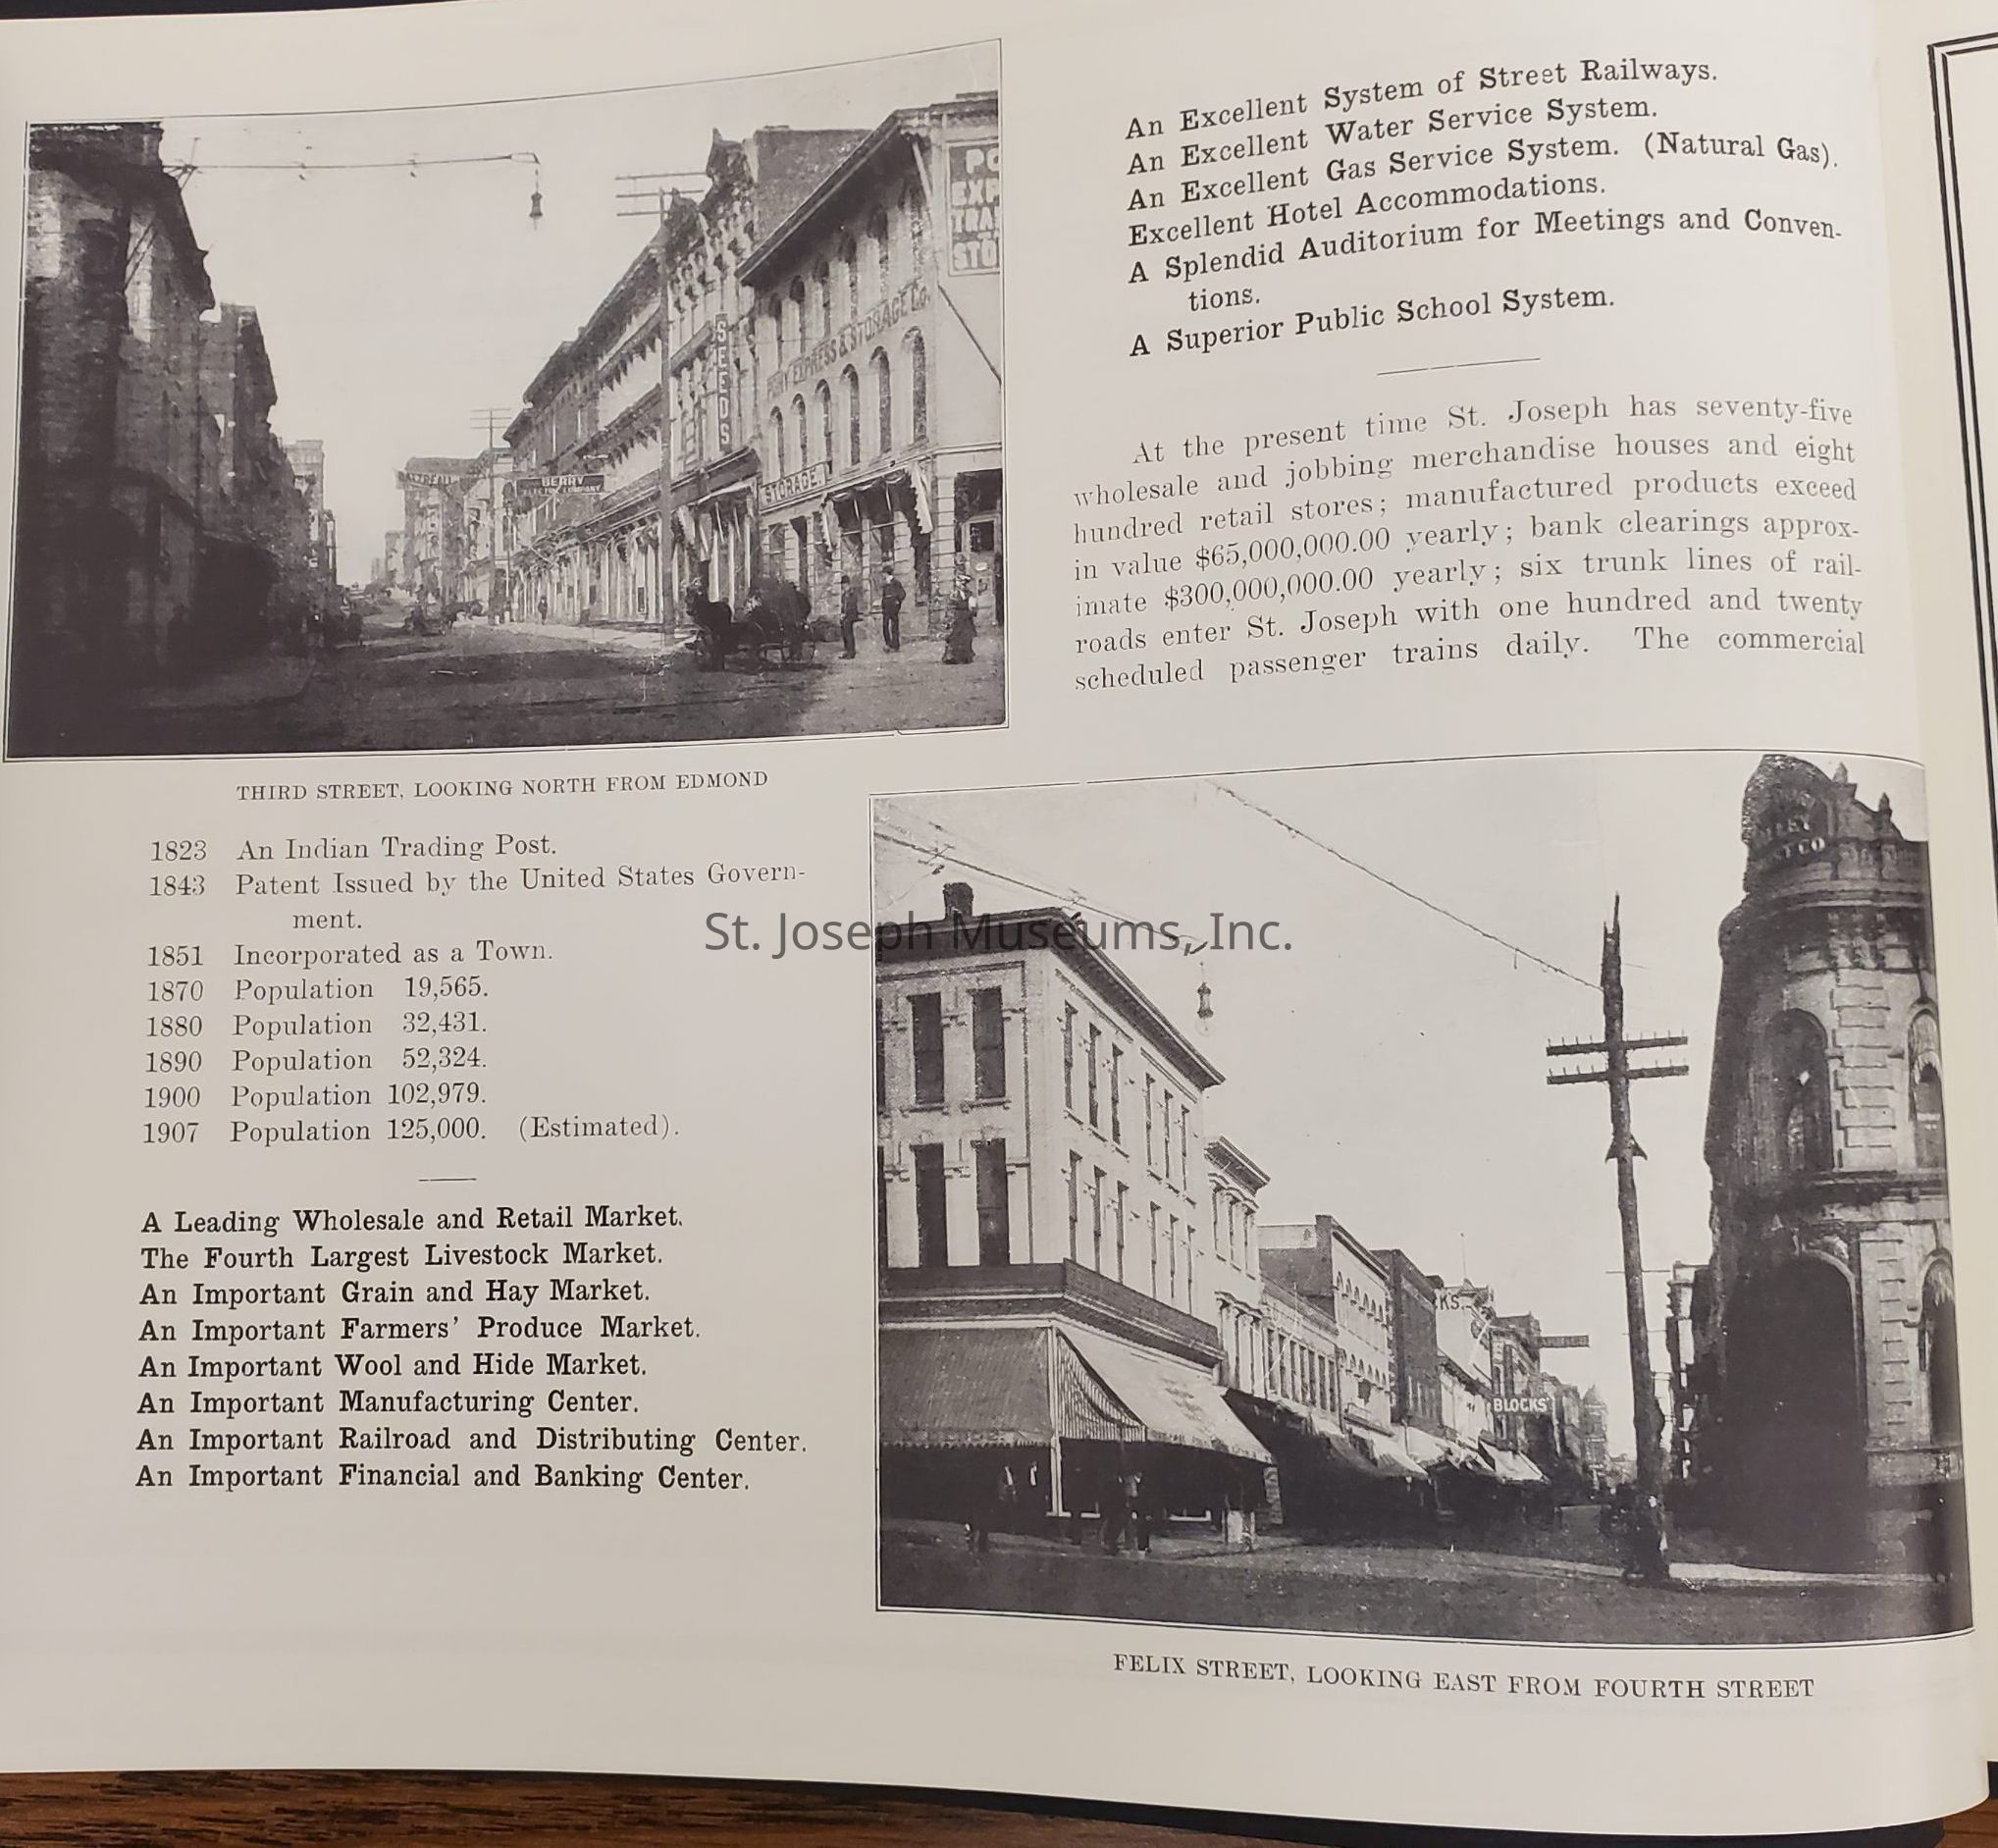 PO
EXP
TRA
STO
SEEDS
PONY EXPRESS & STORAGE Co.
STORAGE.
BERRY
THIRD STREET, LOOKING NORTH FROM EDMOND
1823 An Indian Trading Post.
1843 Patent Issued by the United States Govern-
ment.
1851 Incorporated as a Town.
1870 Population 19,565.
1880 Population 32,431.
1890 Population 52,324.
1900 Population 102,979.
1907 Population 125,000. (Estimated).
A Leading Wholesale and Retail Market.
The Fourth Largest Livestock Market.
An Important Grain and Hay Market.
An Important Farmers' Produce Market.
An Important Wool and Hide Market.
An Important Manufacturing Center.
An Important Railroad and Distributing Center.
An Important Financial and Banking Center.
An Excellent System of Street Railways.
An Excellent Water Service System.
An Excellent Gas Service System. (Natural Gas).
Excellent Hotel Accommodations.
A Splendid Auditorium for Meetings and Conven-
tions.
A Superior Public School System.
At the present time St. Joseph has seventy-five
wholesale and jobbing merchandise houses and eight
hundred retail stores; manufactured products exceed
in value $65,000,000.00 yearly; bank clearings approx-
imate $300,000,000.00 yearly; six trunk lines of rail-
roads enter St. Joseph with one hundred and twenty
scheduled passenger trains daily. The commercial
St. Joseph Museums, Inc.
KS.
BLOCKS
FELIX STREET, LOOKING EAST FROM FOURTH STREET